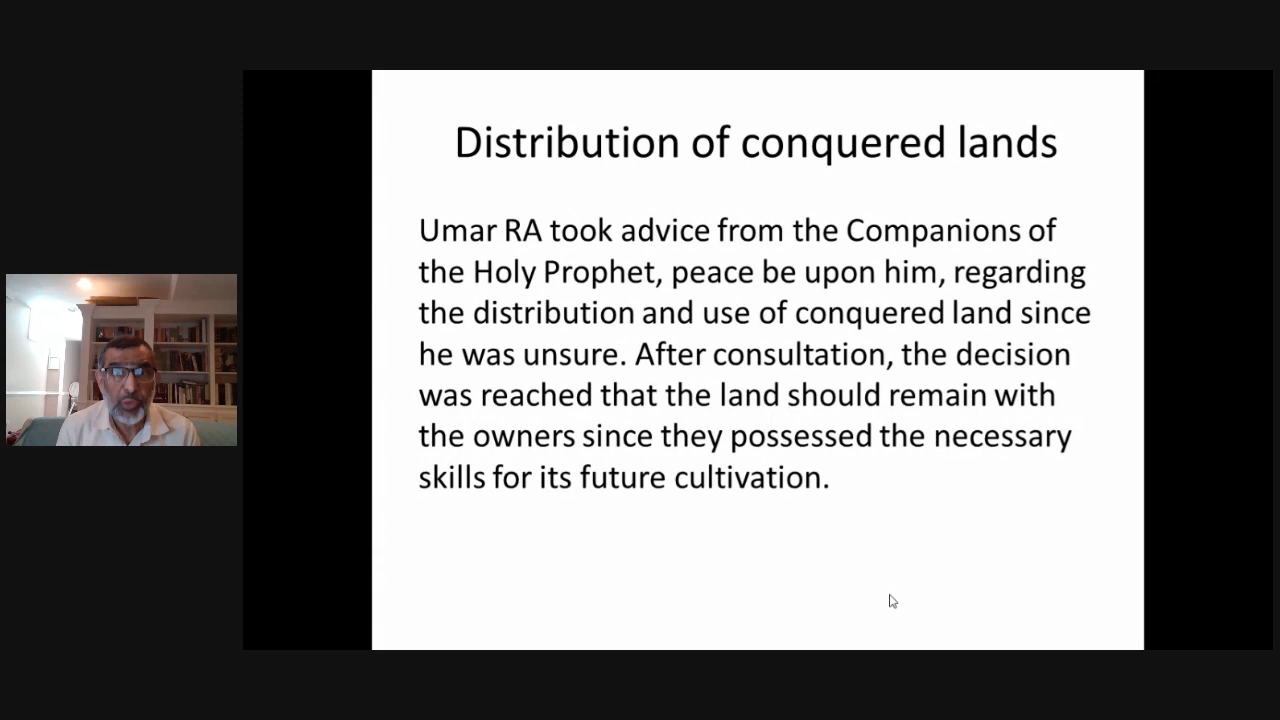 Distribution of conquered lands
Umar RA took advice from the Companions of
the Holy Prophet, peace be upon him, regarding
the distribution and use of conquered land since
he was unsure. After consultation, the decision
was reached that the land should remain with
the owners since they possessed the necessary
skills for its future cultivation.